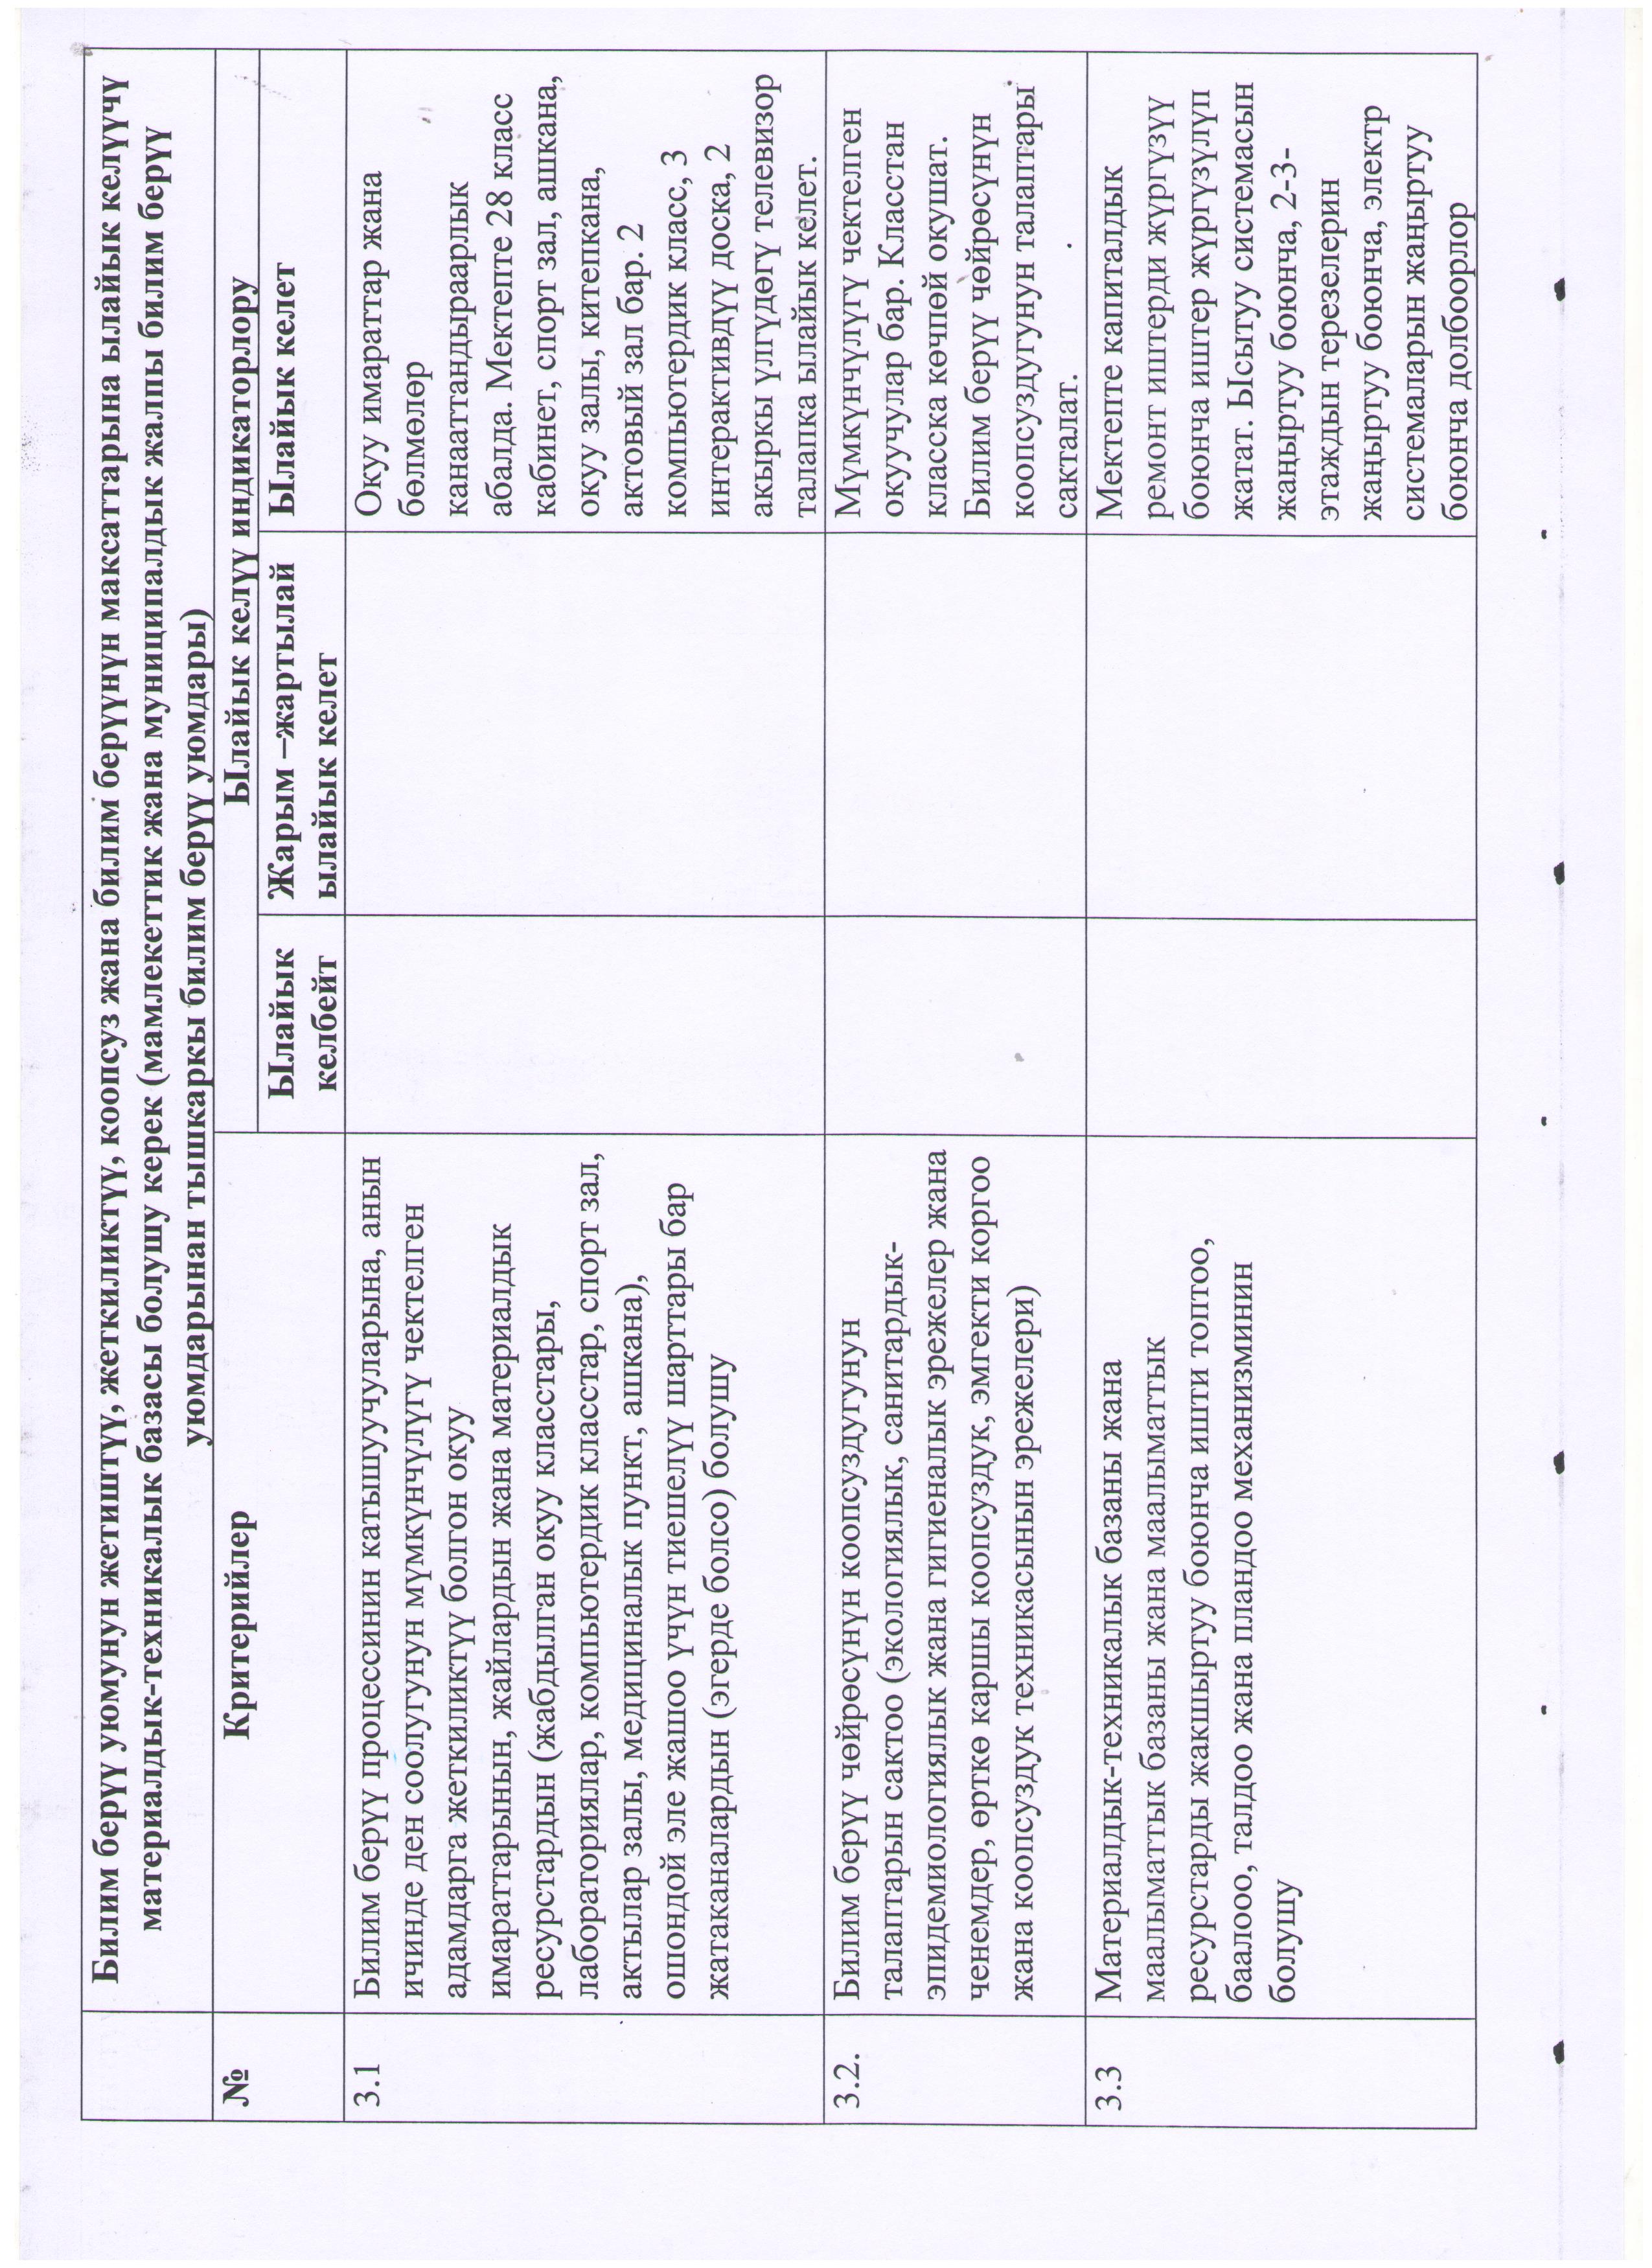 Билим берүү уюмунун жетиштүү, жеткиликтүү, коопсуз жана билим берүүнүн максаттарына ылайык келүүчү
материалдык-техникалык базасы болушу керек (мамлекеттик жана муниципалдык жалпы билим берүү
уюмдарынан тышкаркы билим берүү уюмдары)
№
Критерийлер
Ылайык келүү индикаторлору
Ылайык
келбейт
Жарым –жартылай
ылайык келет
Ылайык келет
3.1
Билим берүү процессинин катышуучуларына, анын
ичинде ден соолугунун мүмкүнчүлүгү чектелген
адамдарга жеткиликтүү болгон окуу
имараттарынын, жайлардын жана материалдык
ресурстардын (жабдылган окуу класстары,
лабораториялар, компьютердик класстар, спорт зал,
актылар залы, медициналык пункт, ашкана),
ошондой эле жашоо үчүн тиешелүү шарттары бар
жатаканалардын (эгерде болсо) болушу
Окуу имараттар жана
бөлмөлөр
канааттандыраарлык
абалда. Мектепте 28 класс
кабинет, спорт зал, ашкана,
окуу залы, китепкана,
актовый зал бар. 2
компьютердик класс, 3
интерактивдүү доска, 2
акыркы үлгүдөгү телевизор
талапка ылайык келет.
3.2.
Билим берүү чөйрөсүнүн коопсуздугунун
талаптарын сактоо (экологиялык, санитардык-
эпидемиологиялык жана гигиеналык эрежелер жана
ченемдер, өрткө каршы коопсуздук, эмгекти коргоо
жана коопсуздук техникасынын эрежелери)
Мүмкүнчүлүгү чектелген
окуучулар бар. Класстан
класска көчпөй окушат.
Билим берүү чөйрөсүнүн
коопсуздугунун талаптары
сакталат.
3.3
Материалдык-техникалык базаны жана
маалыматтык базаны жана маалыматтык
ресурстарды жакшыртуу боюнча ишти топтоо,
баалооо, талдоо жана пландоо механизминин
болушу
Мектепте капиталдык
ремонт иштерди жүргүзүү
боюнча иштер жүргүзүлүп
жатат. Ысытуу системасын
жаңыртуу боюнча, 2-3-
этаждын терезелерин
жаңыртуу боюнча, электр
системаларын жаңыртуу
боюнча долбоорлор